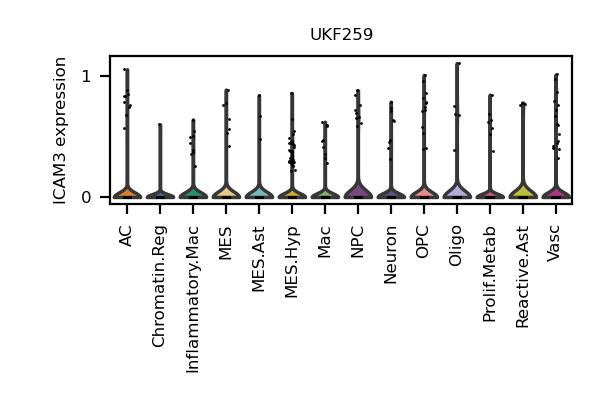 UKF259
ICAM3 expression
1
0
AC
Chromatin.Reg
Inflammatory.Mac
MES
MES.Ast
MES.Hyp
Mac
NPC
Neuron
OPC
Oligo
Prolif.Metab
Reactive.Ast
Vasc